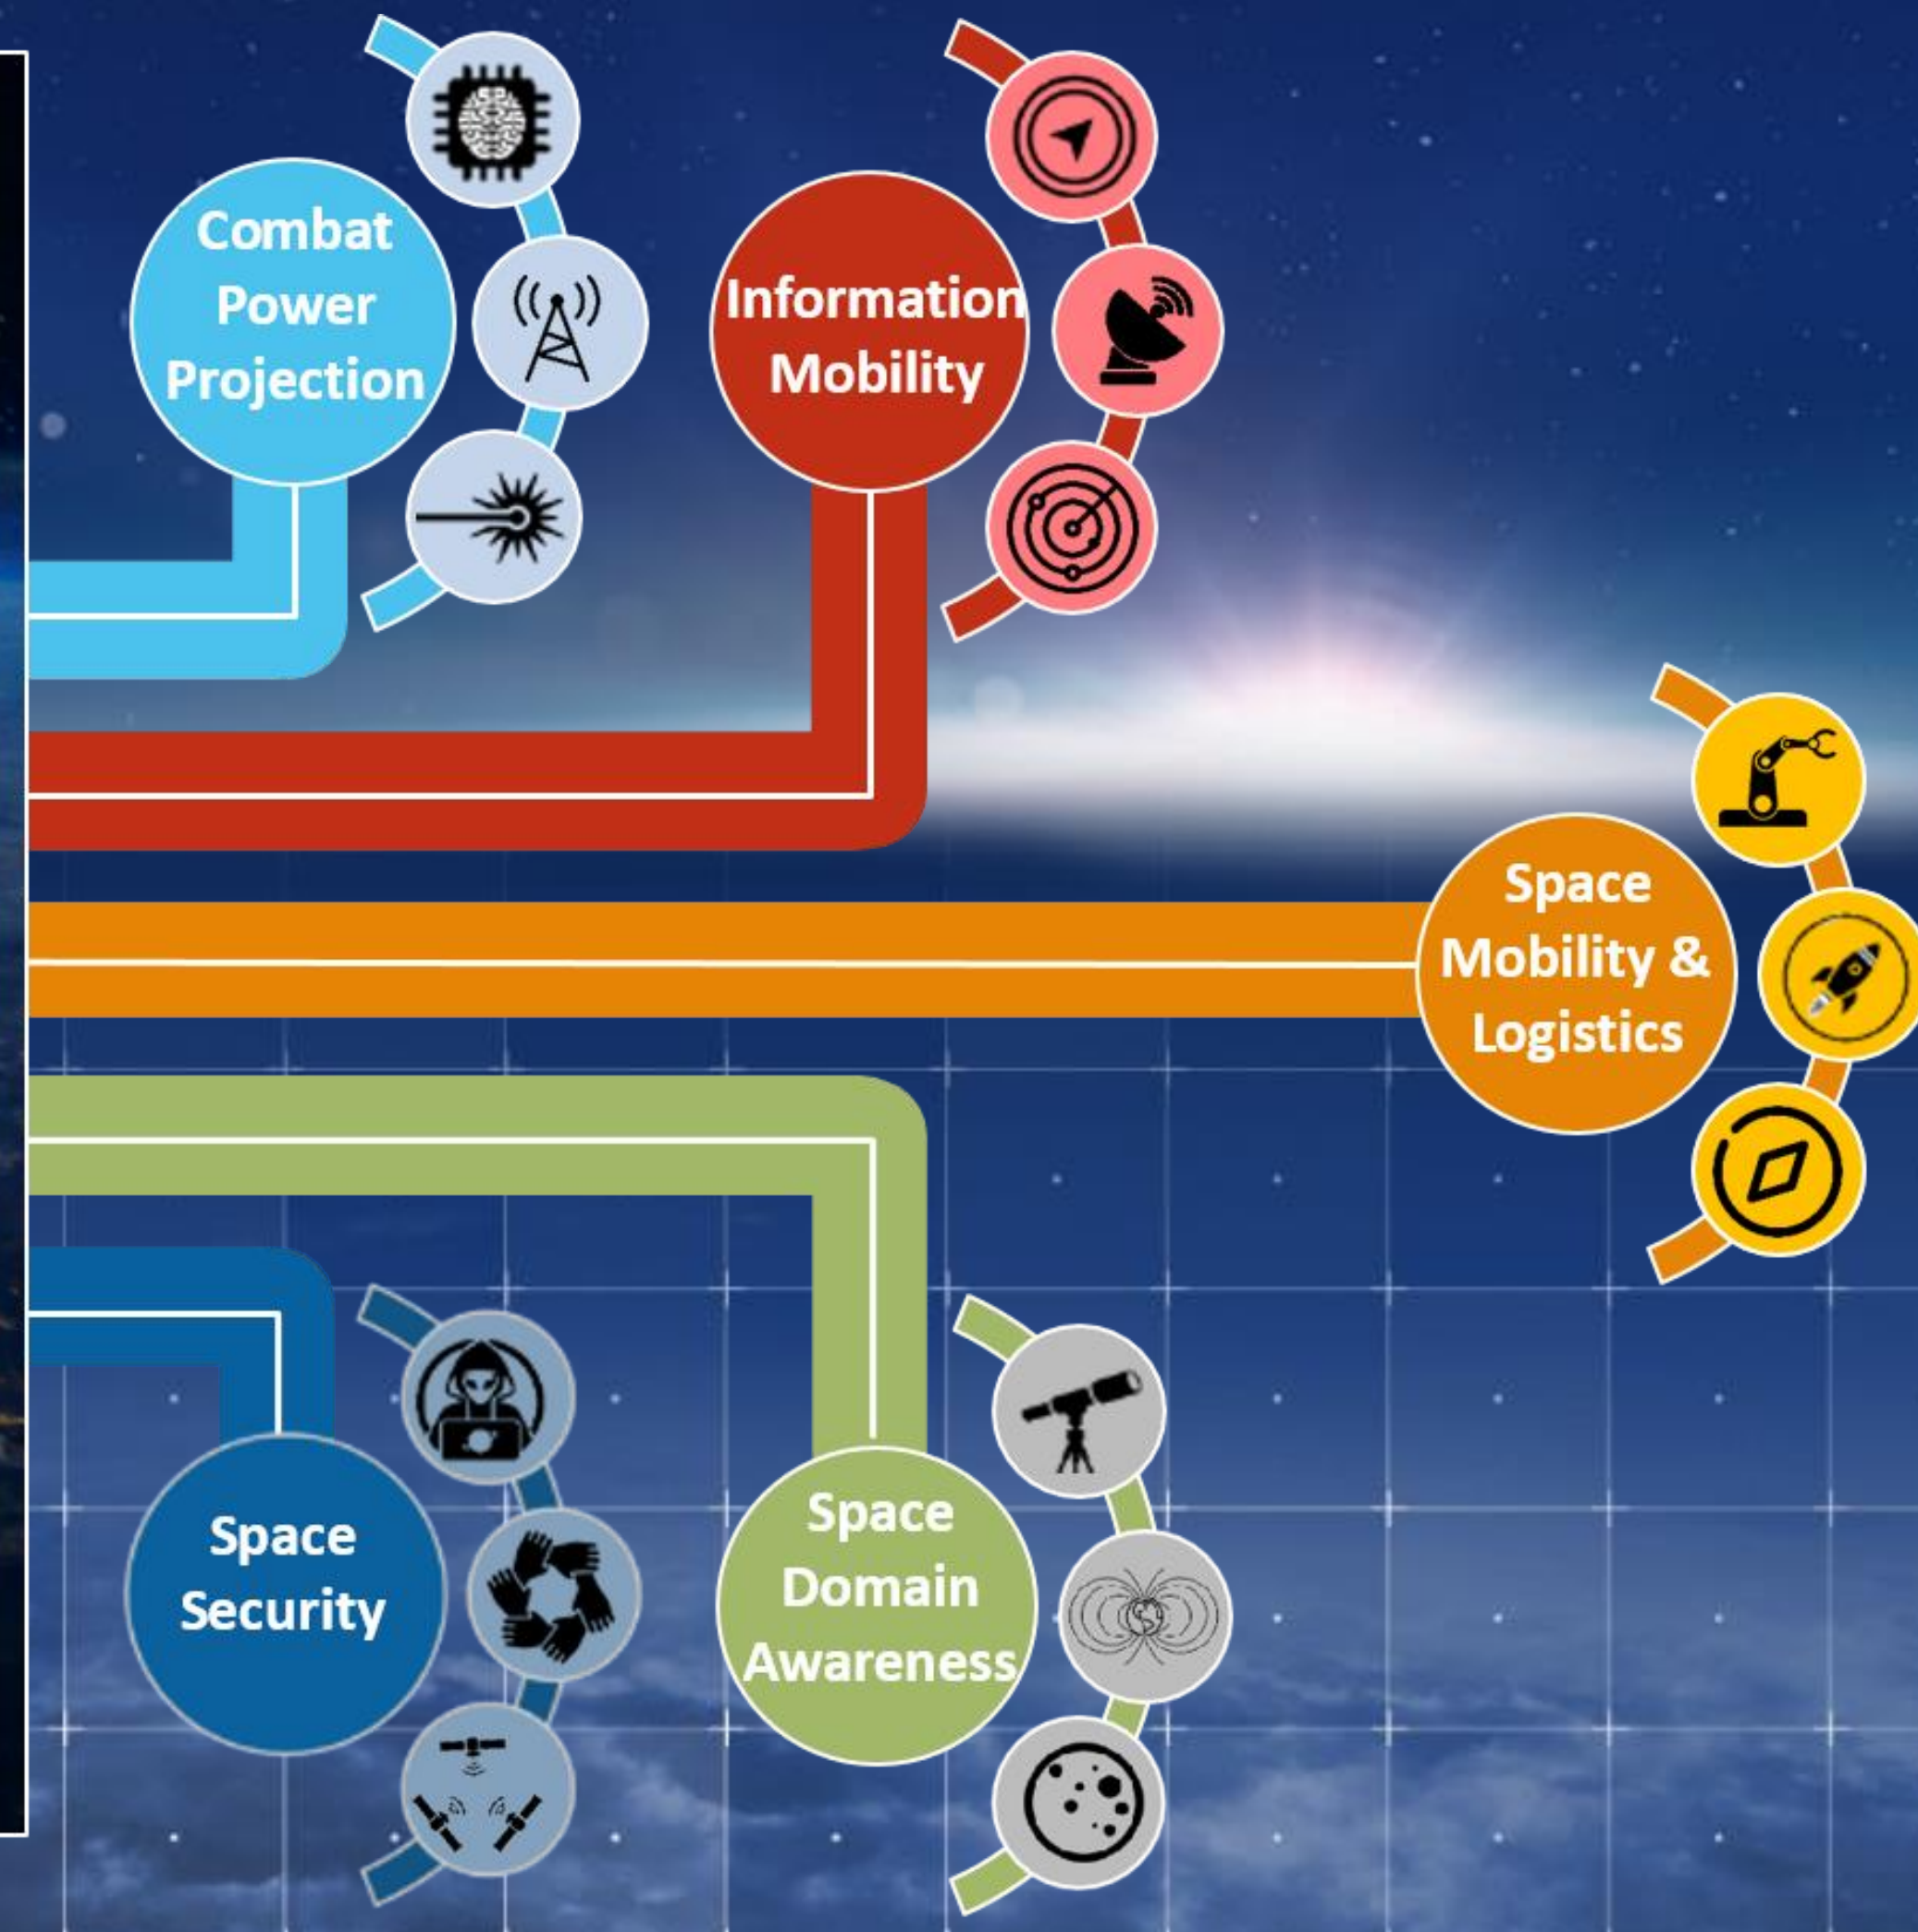 Combat
Power
Projection
Information
Mobility
Space
Mobility &
Logistics
Space
Security
Space
Domain
Awareness